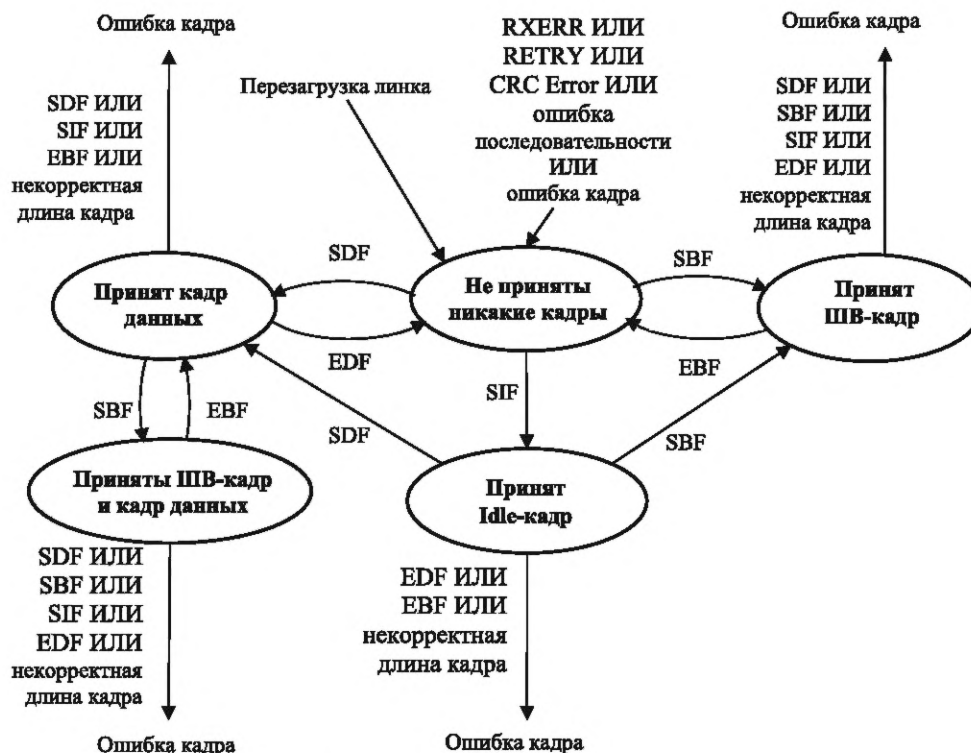 Ошибка кадра
SDF ИЛИ
SIF ИЛИ
EBF ИЛИ
некорректная
длина кадра
Перезагрузка линка
RXERR ИЛИ
RETRY ИЛИ
CRC Error ИЛИ
ошибка
последовательности
ИЛИ
ошибка кадра
Ошибка кадра
SDF ИЛИ
SBF ИЛИ
SIF ИЛИ
EDF ИЛИ
некорректная
длина кадра
Принят кадр
данных
SDF
EDF
Не приняты
никакие кадры
SBF
EBF
Принят
ШВ-кадр
SBF
EBF
SDF
SIF
SBF
Приняты ШВ-кадр
и кадр данных
Принят
Idle-кадр
SDF ИЛИ
SBF ИЛИ
SIF ИЛИ
EDF ИЛИ
некорректная
длина кадра
Ошибка кадра
EDF ИЛИ
EBF ИЛИ
некорректная
длина кадра
Ошибка кадра